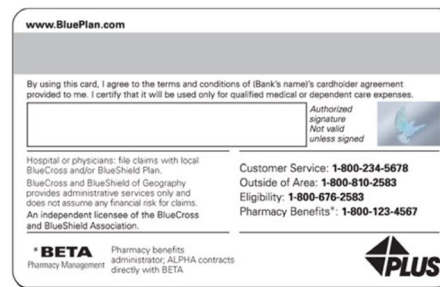 www.BluePlan.com
By using this card, I agree to the terms and conditions of (Bank's name)'s cardholder agreement
provided to me. I certify that it will be used only for qualified medical or dependent care expenses.
Authorized
signature
Not valid
unless signed
Hospital or physicians: file claims with local
BlueCross and/or BlueShield Plan.
BlueCross and BlueShield of Geography
provides administrative services only and
does not assume any financial risk for claims.
An independent licensee of the BlueCross
and BlueShield Association.
Customer Service: 1-800-234-5678
Outside of Area: 1-800-810-2583
Eligibility: 1-800-676-2583
Pharmacy Benefits*: 1-800-123-4567
* BETA
Pharmacy Management
Pharmacy benefits
administrator; ALPHA contracts
directly with BETA
PLUS